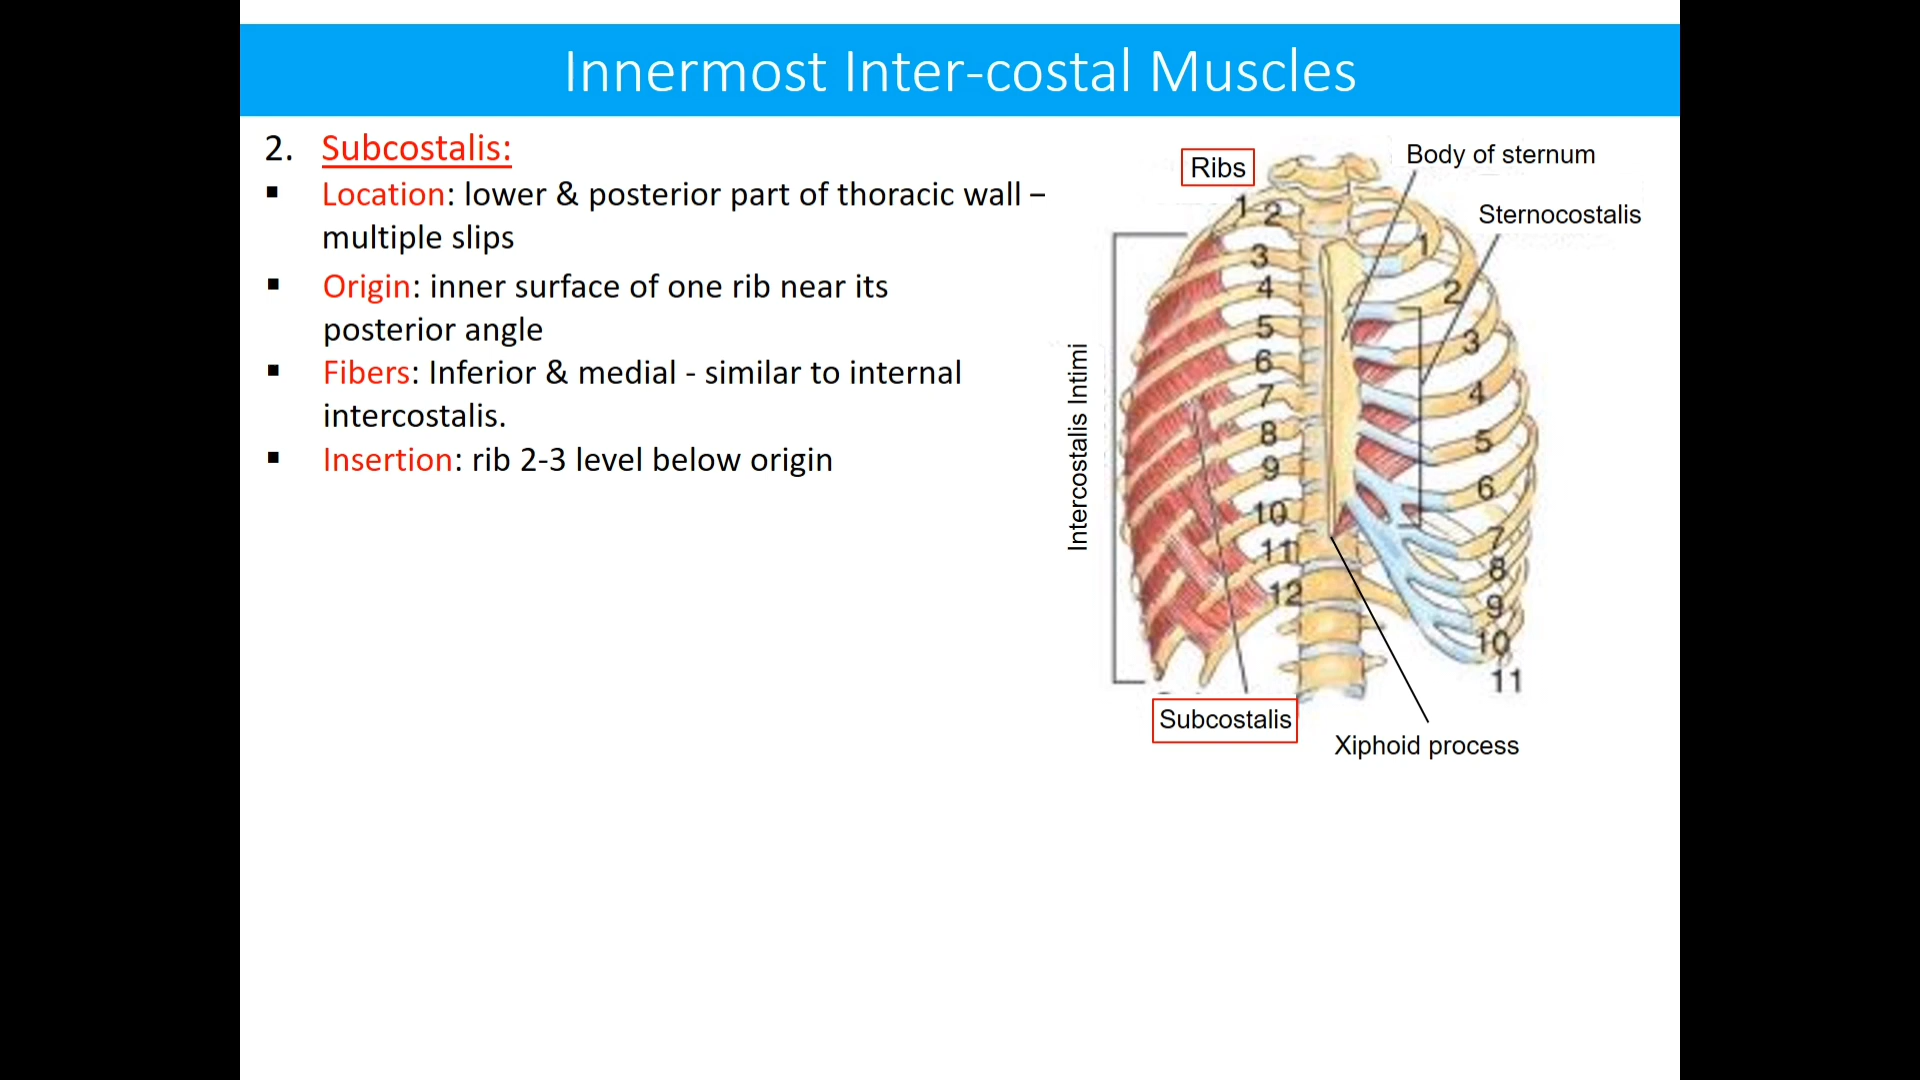 Innermost Inter-costal Muscles
2. Subcostalis:
▪ Location: lower & posterior part of thoracic wall –
multiple slips
▪ Origin: inner surface of one rib near its
posterior angle
▪ Fibers: Inferior & medial - similar to internal
intercostalis.
▪ Insertion: rib 2-3 level below origin
Ribs
Body of sternum
Sternocostalis
Intercostalis Intimi
1
2
3
4
5
6
7
8
9
10
11
12
1
2
3
4
5
6
7
8
9
10
11
Subcostalis
Xiphoid process